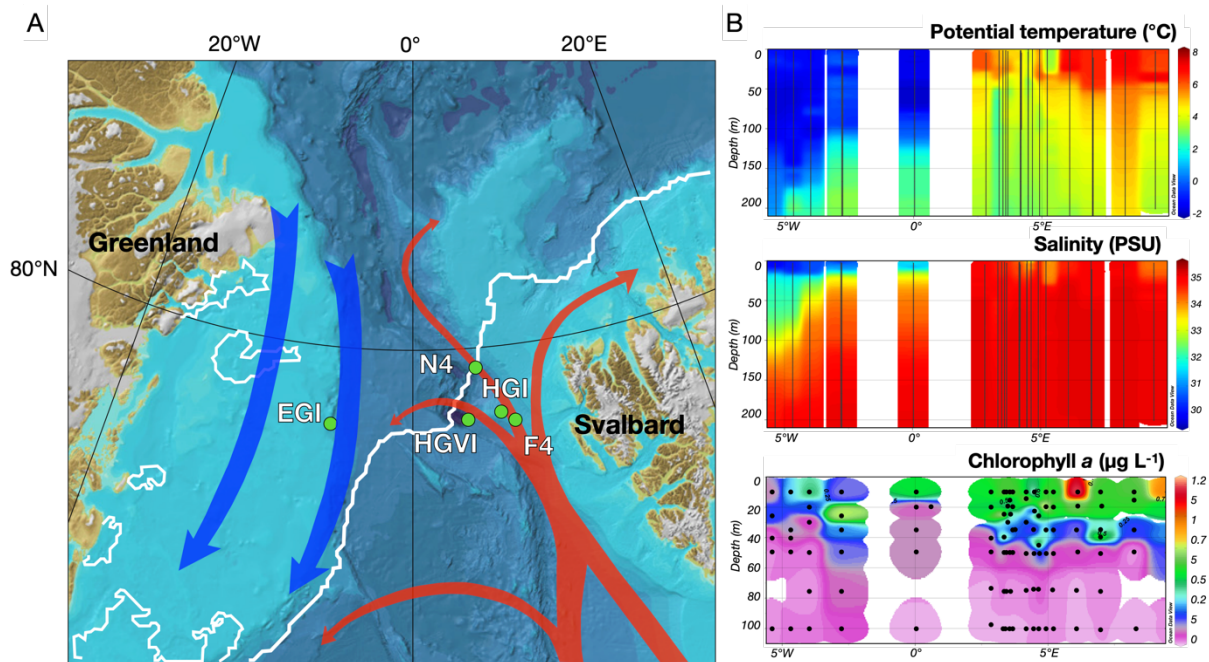 A
20°W
0°
20°E
Greenland
80°N
N4
HGI
EGI
HGVI
F4
Svalbard
B
Potential temperature (°C)
0
50
100
150
200
Depth (m)
5°W
0°
5°E
8
6
4
2
0
-2
Ocean Data View
Salinity (PSU)
0
50
100
150
200
Depth (m)
5°W
0°
5°E
35
34
33
32
31
30
Ocean Data View
Chlorophyll a (µg L-1)
0
20
40
60
80
100
Depth (m)
5°W
0°
5°E
1.2
5
1
0.7
5
0.5
0.2
5
0
0.25
Ocean Data View